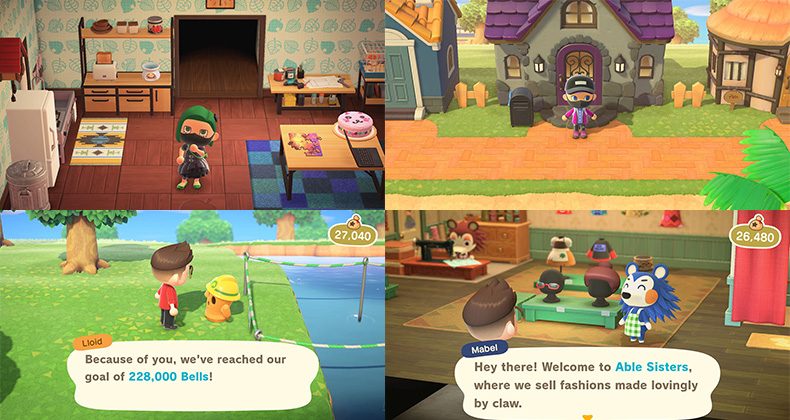 27,040
Lloid
Because of you, we've reached our
goal of 228,000 Bells!
26,480
Mabel
Hey there! Welcome to Able Sisters,
where we sell fashions made lovingly
by claw.